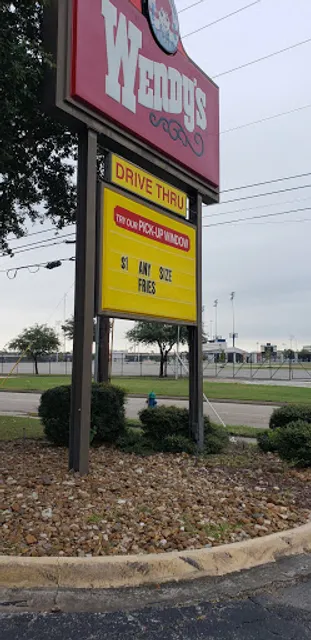 Wendy's
DRIVE THRU
TRY OUR PICK-UP WINDOW
$1 ANY SIZE
FRIES